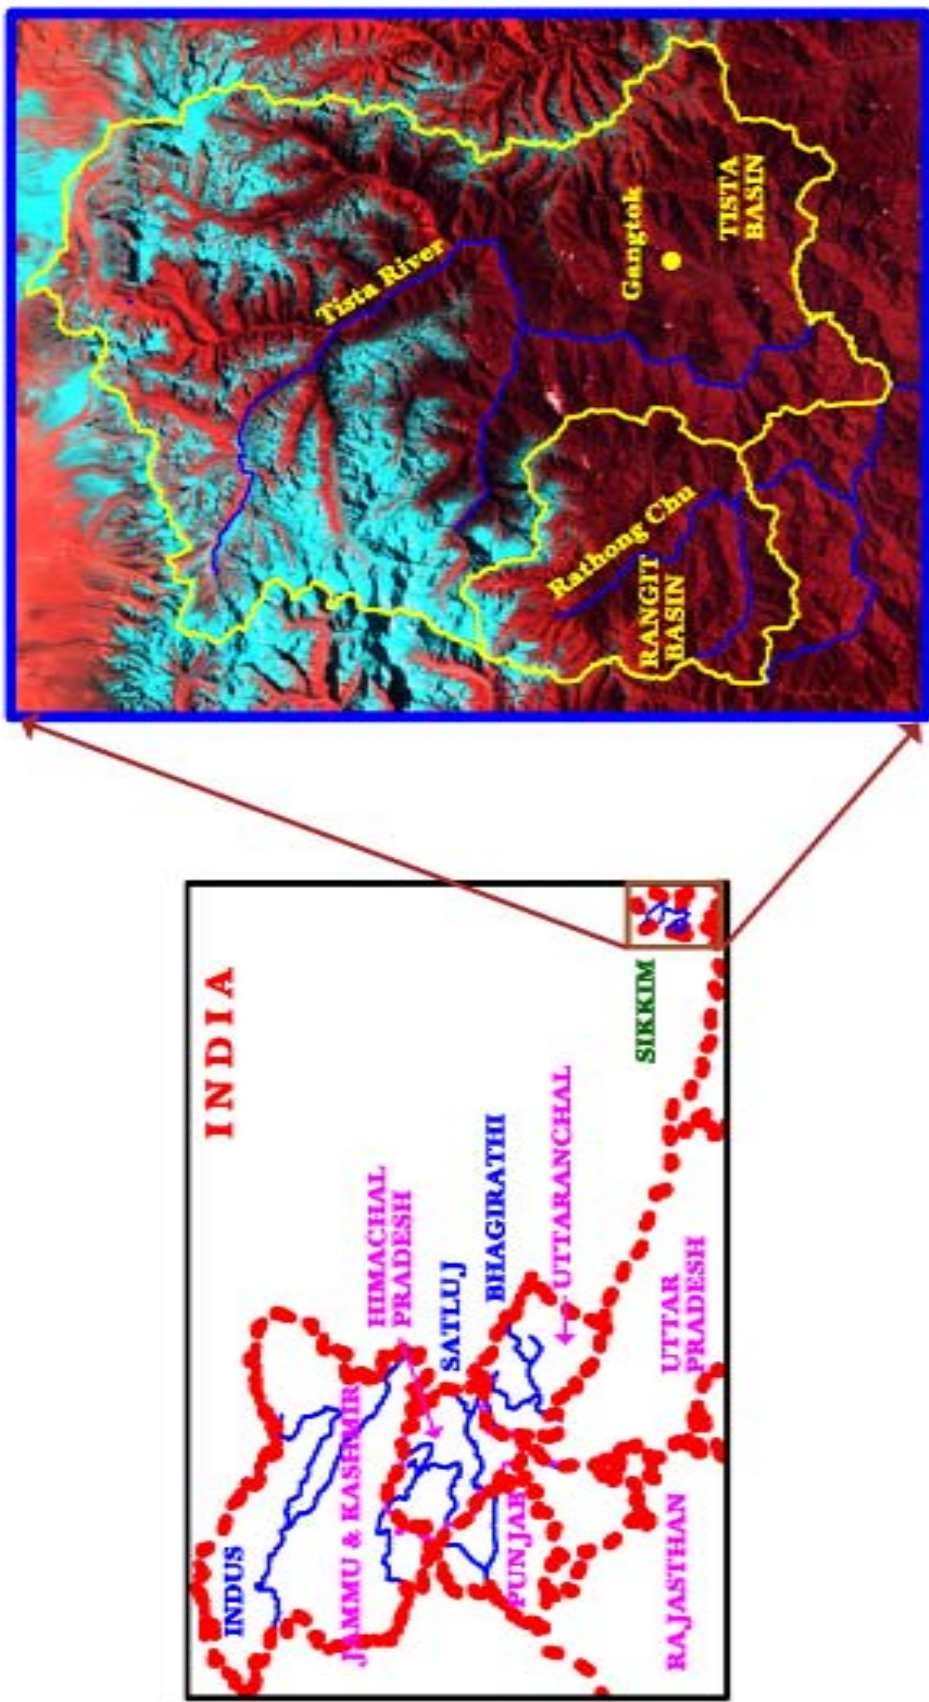 INDIA
INDUS
JAMMU & KASHMIR
HIMACHAL
PRADESH
SATLUJ
BHAGIRATHI
UTTARANCHAL
PUNJAB
SIKKIM
RAJASTHAN
UTTAR
PRADESH
Tista River
Gangtok
TISTA
BASIN
Rathong Chu
RANGIT
BASIN